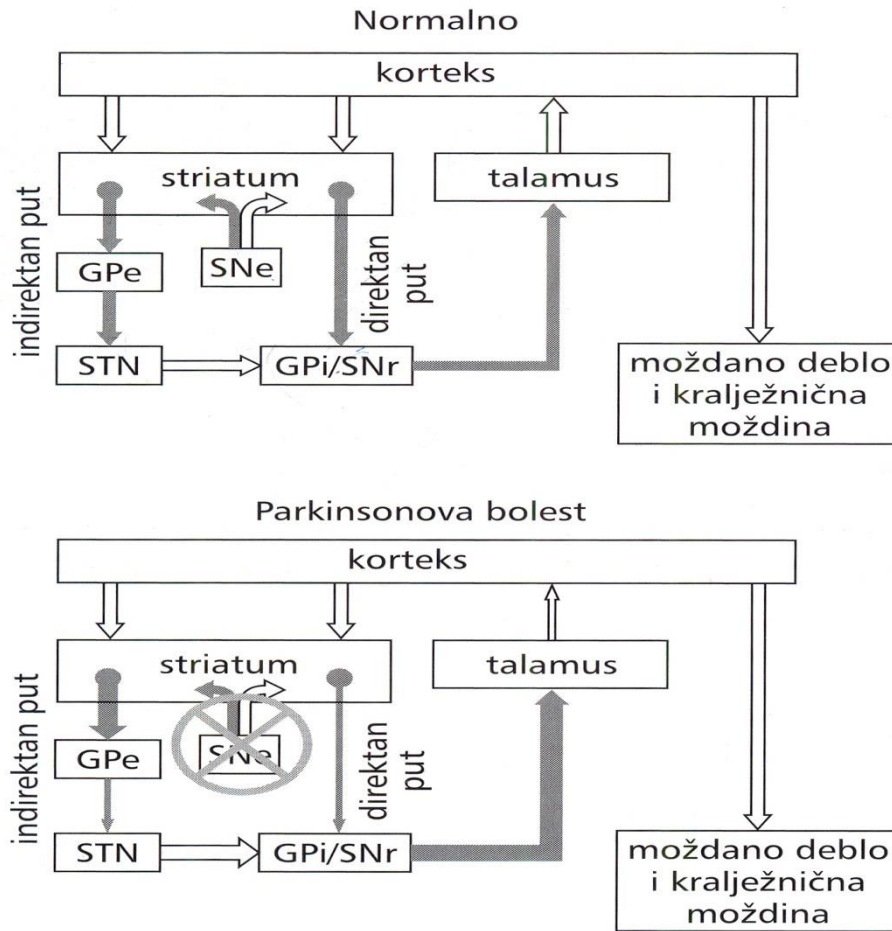 Normalno
korteks
striatum
talamus
indirektan put
GPe
SNe
direktan
put
STN
GPi/SNr
moždano deblo
i kralježnična
moždina
Parkinsonova bolest
korteks
striatum
talamus
indirektan put
GPe
SNe
direktan
put
STN
GPi/SNr
moždano deblo
i kralježnična
moždina